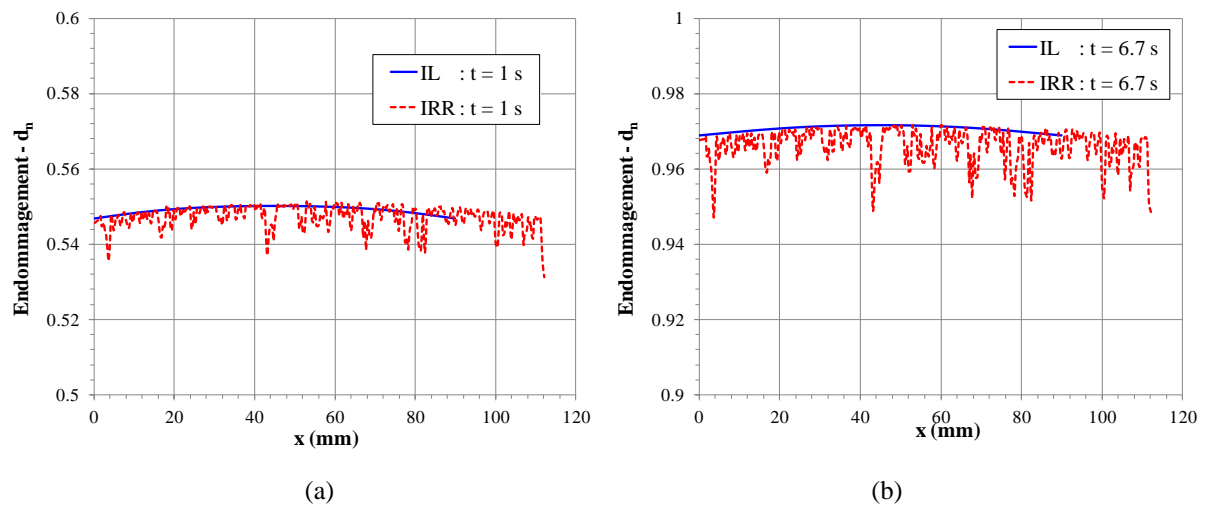 0.6
0.58
0.56
0.54
0.52
0.5
0 20 40 60 80 100 120
Endommagement - dn
x (mm)
IL : t = 1 s
IRR : t = 1 s
(a)
1
0.98
0.96
0.94
0.92
0.9
0 20 40 60 80 100 120
Endommagement - dn
x (mm)
IL : t = 6.7 s
IRR : t = 6.7 s
(b)